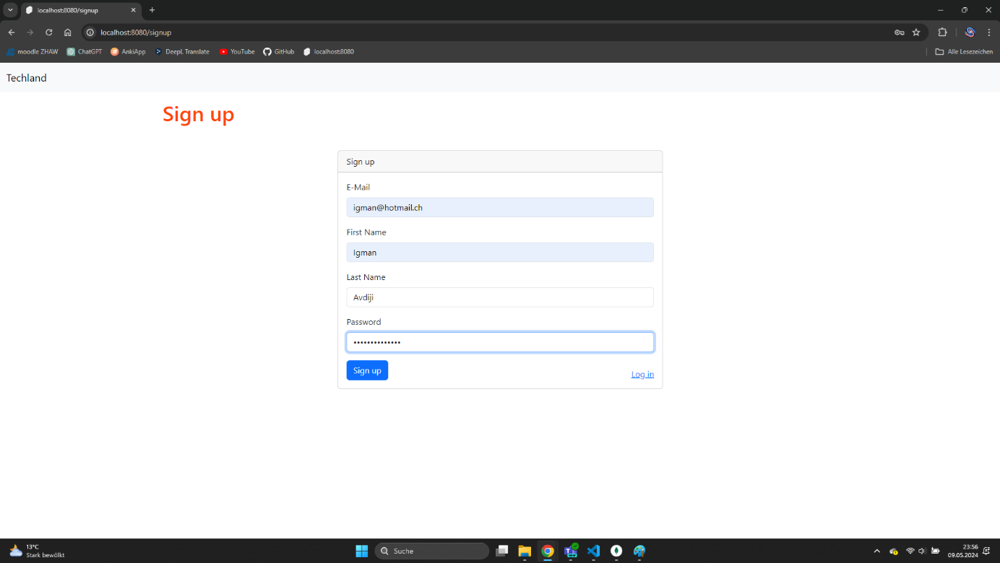 localhost:8080/signup
localhost:8080/signup
moodle ZHAW
ChatGPT
AnkiApp
DeepL Translate
YouTube
GitHub
localhost:8080
Alle Lesezeichen
Techland
Sign up
Sign up
E-Mail
igman@hotmail.ch
First Name
Igman
Last Name
Avdiji
Password
••••••••••••••
Sign up
Log in
13°C
Stark bewölkt
Suche
23:56
09.05.2024